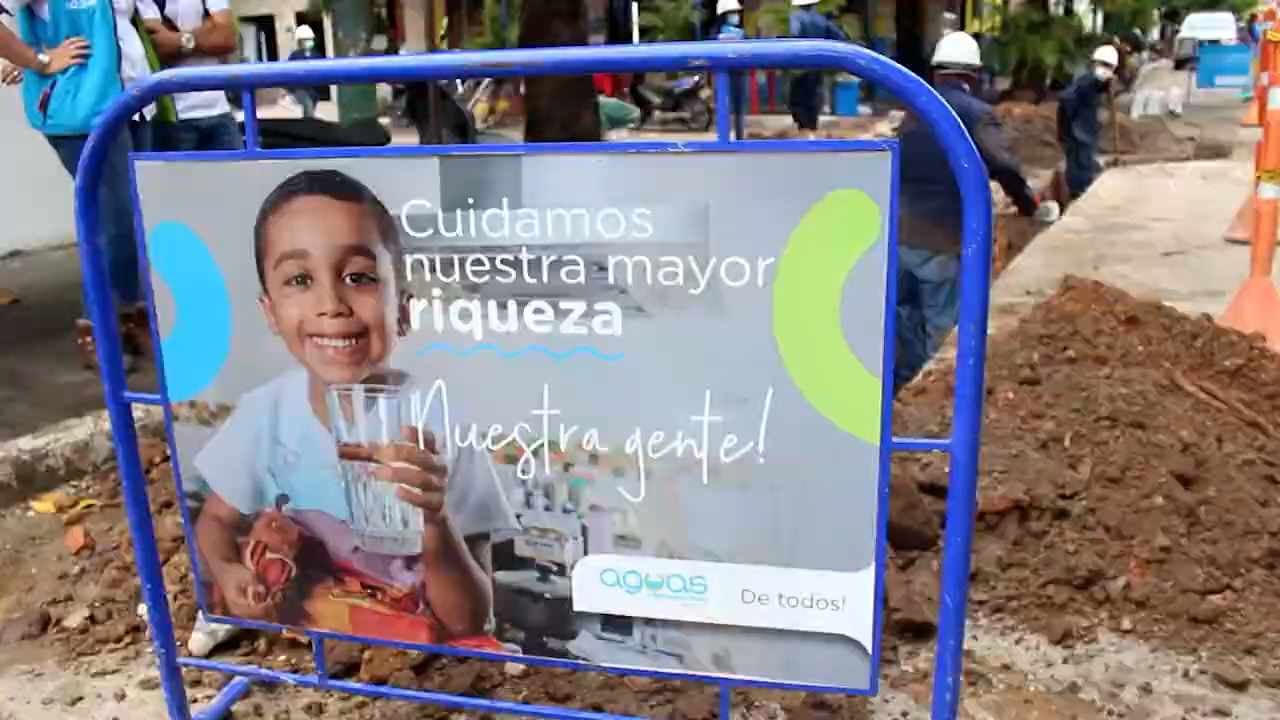 Cuidamos
nuestra mayor
riqueza
Nuestra gente!
aguas
De todos!